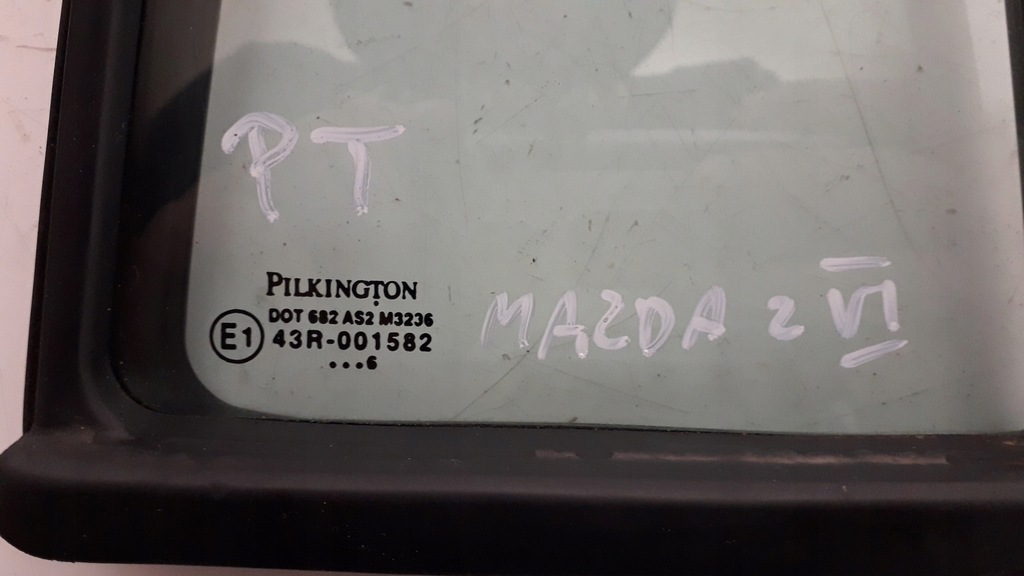 PT
PILKINGTON
DOT 682 AS2 M3236
E1 43R-001582
...6
MAZDA 2 VI